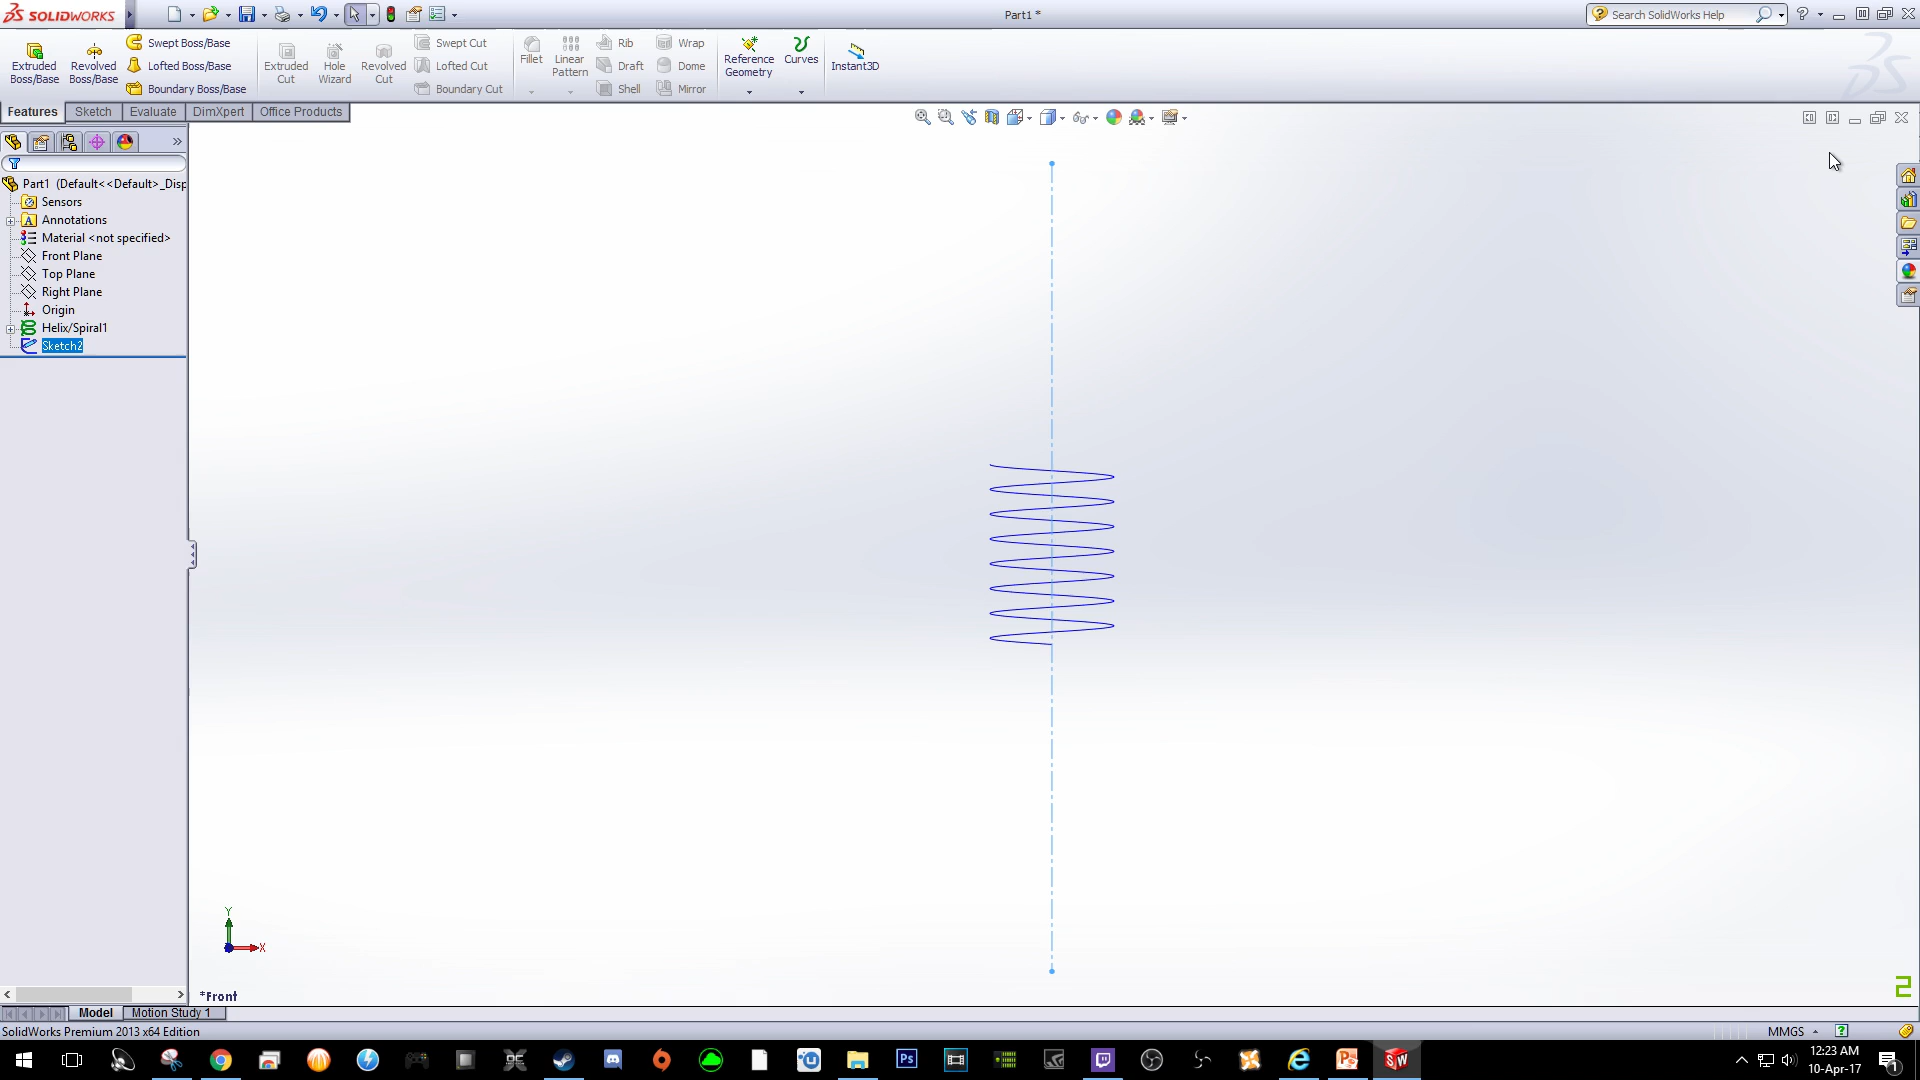 SOLIDWORKS
Part1 *
Search SolidWorks Help
Extruded Boss/Base
Revolved Boss/Base
Swept Boss/Base
Lofted Boss/Base
Boundary Boss/Base
Extruded Cut
Hole Wizard
Revolved Cut
Swept Cut
Lofted Cut
Boundary Cut
Fillet
Linear Pattern
Rib
Draft
Shell
Wrap
Dome
Mirror
Reference Geometry
Curves
Instant3D
Features
Sketch
Evaluate
DimXpert
Office Products
Part1 (Default<<Default>_Disp
Sensors
Annotations
Material <not specified>
Front Plane
Top Plane
Right Plane
Origin
Helix/Spiral1
Sketch2
Y
X
*Front
2
Model
Motion Study 1
SolidWorks Premium 2013 x64 Edition
MMGS
12:23 AM
10-Apr-17